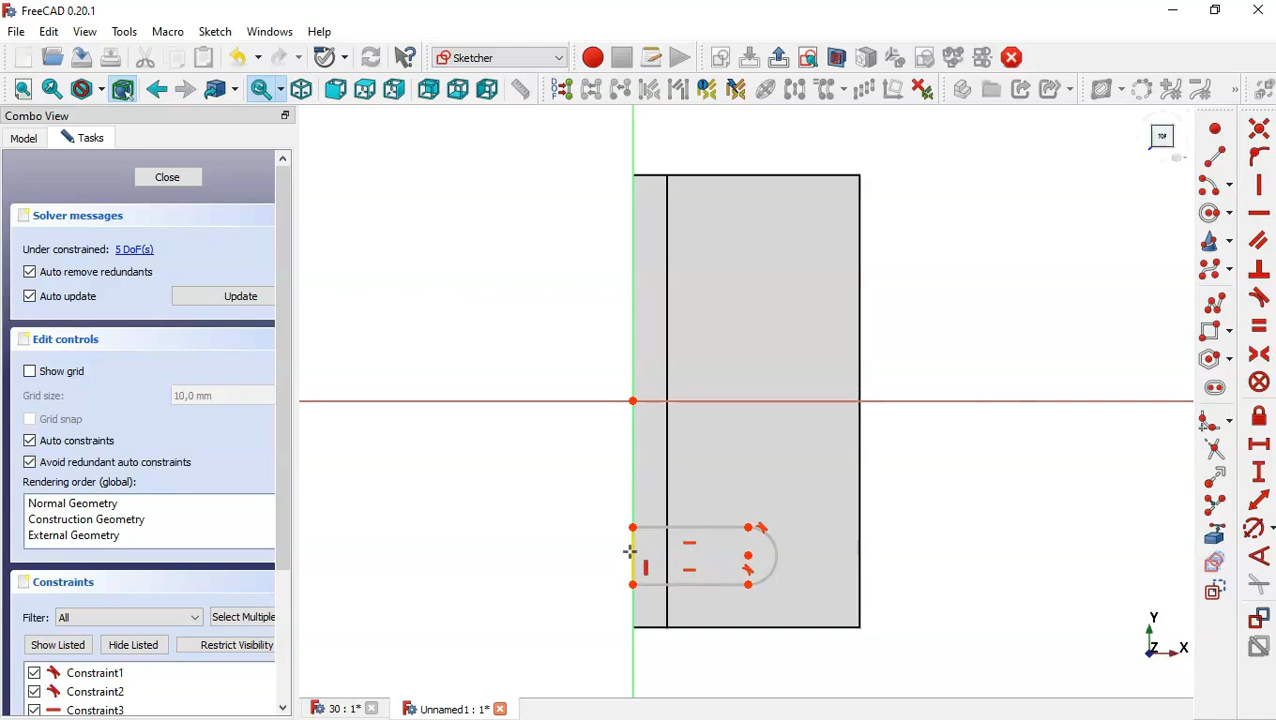 FreeCAD 0.20.1
File Edit View Tools Macro Sketch Windows Help
Sketcher
Combo View
Model Tasks
Close
Solver messages
Under constrained: 5 DoF(s)
Auto remove redundants
Auto update Update
Edit controls
Show grid
Grid size: 10,0 mm
Grid snap
Auto constraints
Avoid redundant auto constraints
Rendering order (global):
Normal Geometry
Construction Geometry
External Geometry
Constraints
Filter: All Select Multiple
Show Listed Hide Listed Restrict Visibility
Constraint1
Constraint2
Constraint3
TOP
Y
Z X
30 : 1* Unnamed1 : 1*